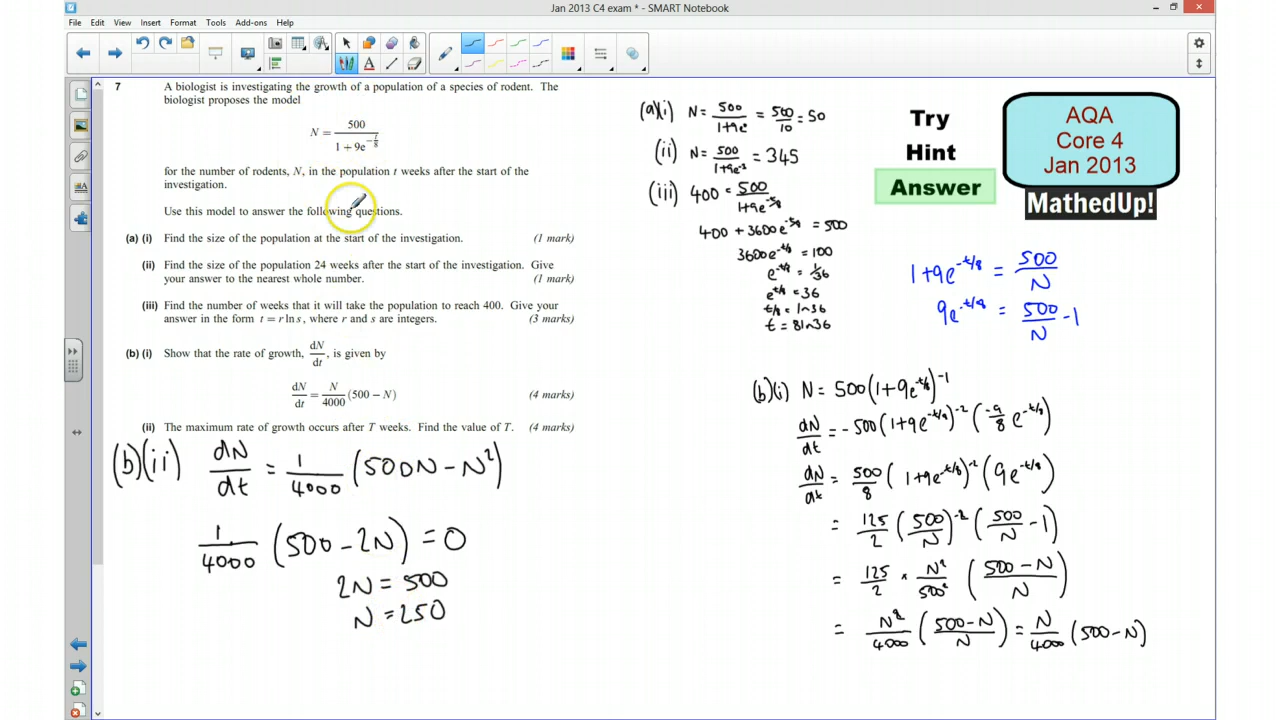 Jan 2013 C4 exam * - SMART Notebook
File Edit View Insert Format Tools Add-ons Help
7 A biologist is investigating the growth of a population of a species of rodent. The
biologist proposes the model
N = 500 / (1 + 9e^(-t/8))
for the number of rodents, N, in the population t weeks after the start of the
investigation.
Use this model to answer the following questions.
(a) (i) Find the size of the population at the start of the investigation. (1 mark)
(ii) Find the size of the population 24 weeks after the start of the investigation. Give
your answer to the nearest whole number. (1 mark)
(iii) Find the number of weeks that it will take the population to reach 400. Give your
answer in the form t = r ln s, where r and s are integers. (3 marks)
(b) (i) Show that the rate of growth, dN/dt, is given by
dN/dt = N/4000 (500 − N) (4 marks)
(ii) The maximum rate of growth occurs after T weeks. Find the value of T. (4 marks)
(b)(ii) dN/dt = 1/4000 (500N − N²)
1/4000 (500 − 2N) = 0
2N = 500
N = 250
(a)(i) N = 500/(1+9e⁰) = 500/10 = 50
(ii) N = 500/(1+9e⁻³) = 345
(iii) 400 = 500/(1+9e^(-t/8))
400 + 3600e^(-t/8) = 500
3600e^(-t/8) = 100
e^(-t/8) = 1/36
e^(t/8) = 36
t/8 = ln36
t = 8ln36
Try
Hint
Answer
AQA
Core 4
Jan 2013
MathedUp!
1+9e^(-t/8) = 500/N
9e^(-t/8) = 500/N − 1
(b)(i) N = 500(1+9e^(-t/8))^-1
dN/dt = −500(1+9e^(-t/8))^-2 (−9/8 e^(-t/8))
dN/dt = 500/8 (1+9e^(-t/8))^-2 (9e^(-t/8))
= 125/2 (500/N)^-2 (500/N − 1)
= 125/2 × N²/500² ((500−N)/N)
= N²/4000 ((500−N)/N) = N/4000 (500−N)